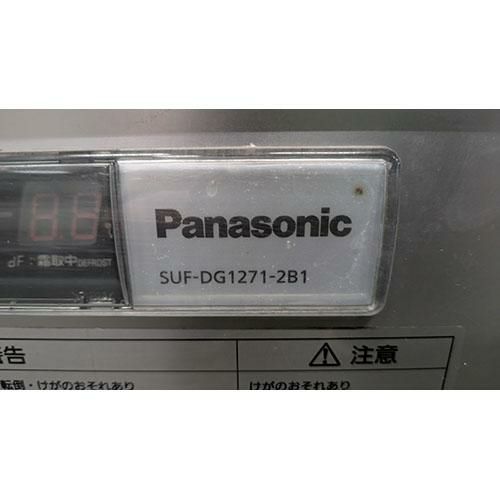 Panasonic
SUF-DG1271-2B1
dF:霜取中DEFROST
告
注意
転倒・けがのおそれあり
けがのおそれあり